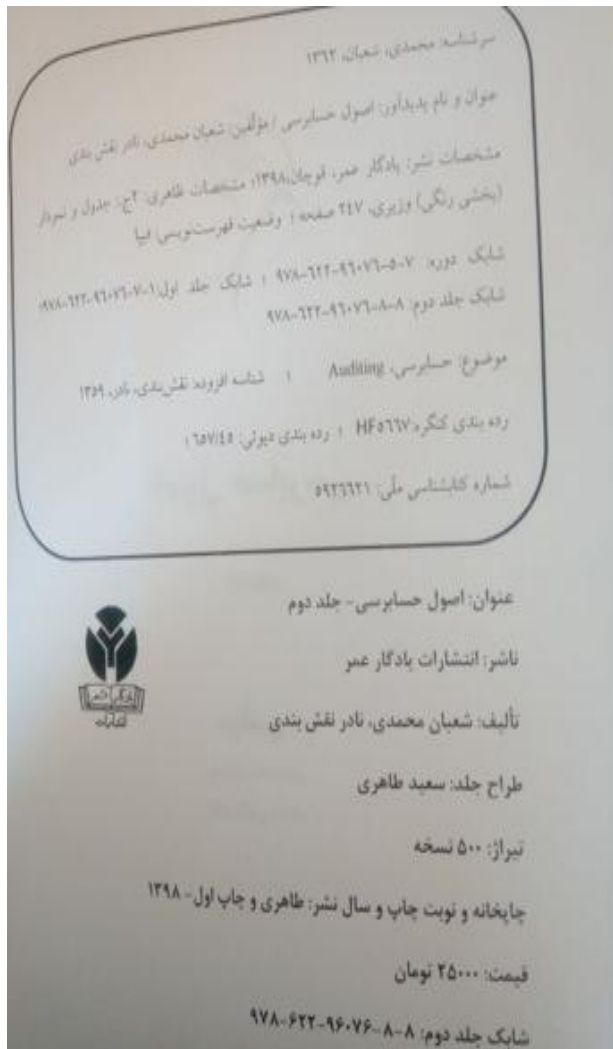 سرشناسه: محمدی، شعبان، ۱۳۶۲
عنوان و نام پدیدآور: اصول حسابرسی / مؤلفین: شعبان محمدی، نادر نقش بندی
مشخصات نشر: یادگار عمر، قوچان،۱۳۹۸؛ مشخصات ظاهری: ۲ج: جدول و نمودار
(بخشی رنگی) وزیری، ۲۴۷ صفحه ؛ وضعیت فهرست‌نویسی فیپا
شابک دوره: ۷-۵-۹۶۰۷۶-۶۲۲-۹۷۸ ؛ شابک جلد اول:۱-۷-۹۶۰۷۶-۶۲۲-۹۷۸؛
شابک جلد دوم: ۸-۸-۹۶۰۷۶-۶۲۲-۹۷۸
موضوع: حسابرسی، Auditing ؛ شناسه افزوده: نقش‌بندی، نادر، ۱۳۵۹
رده بندی کنگره:HF۵۶۶۷ ؛ رده بندی دیوئی: ۶۵۷/۴۵ ؛
شماره کتابشناسی ملّی: ۵۹۲۶۶۲۱
عنوان: اصول حسابرسی- جلد دوم
ناشر: انتشارات یادگار عمر
تألیف: شعبان محمدی، نادر نقش بندی
طراح جلد: سعید طاهری
تیراژ: ۵۰۰ نسخه
چاپخانه و نوبت چاپ و سال نشر: طاهری و چاپ اول- ۱۳۹۸
قیمت: ۲۵۰۰۰ تومان
شابک جلد دوم: ۸-۸-۹۶۰۷۶-۶۲۲-۹۷۸
یادگار عمر
انتشارات